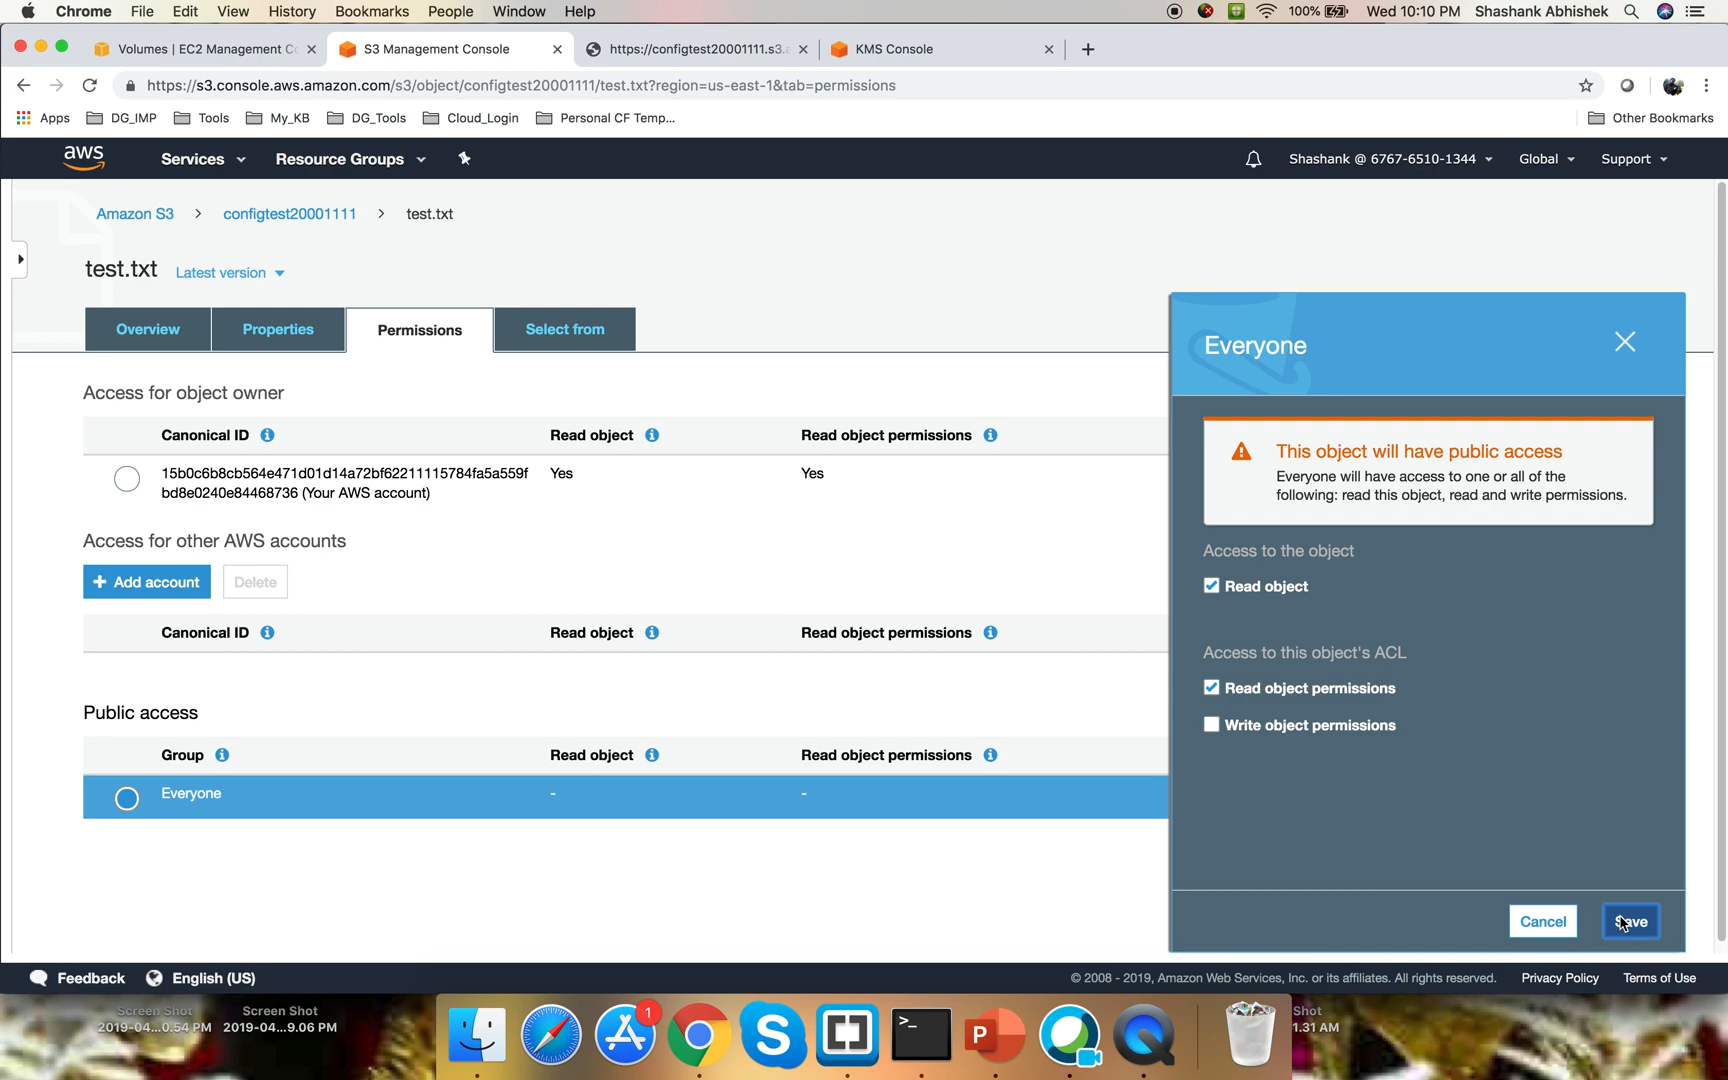 Chrome File Edit View History Bookmarks People Window Help 100% Wed 10:10 PM Shashank Abhishek
Volumes | EC2 Management Co S3 Management Console https://configtest20001111.s3.a KMS Console
https://s3.console.aws.amazon.com/s3/object/configtest20001111/test.txt?region=us-east-1&tab=permissions
Apps DG_IMP Tools My_KB DG_Tools Cloud_Login Personal CF Temp... Other Bookmarks
aws Services Resource Groups Shashank @ 6767-6510-1344 Global Support
Amazon S3 > configtest20001111 > test.txt
test.txt Latest version
Overview Properties Permissions Select from
Access for object owner
Canonical ID Read object Read object permissions
15b0c6b8cb564e471d01d14a72bf62211115784fa5a559f Yes Yes
bd8e0240e84468736 (Your AWS account)
Access for other AWS accounts
+ Add account Delete
Canonical ID Read object Read object permissions
Public access
Group Read object Read object permissions
Everyone - -
Everyone
This object will have public access
Everyone will have access to one or all of the
following: read this object, read and write permissions.
Access to the object
Read object
Access to this object's ACL
Read object permissions
Write object permissions
Cancel Save
Feedback English (US) © 2008 - 2019, Amazon Web Services, Inc. or its affiliates. All rights reserved. Privacy Policy Terms of Use
Screen Shot Screen Shot Shot
2019-04...0.54 PM 2019-04...9.06 PM 1.31 AM
1
S
>_
P